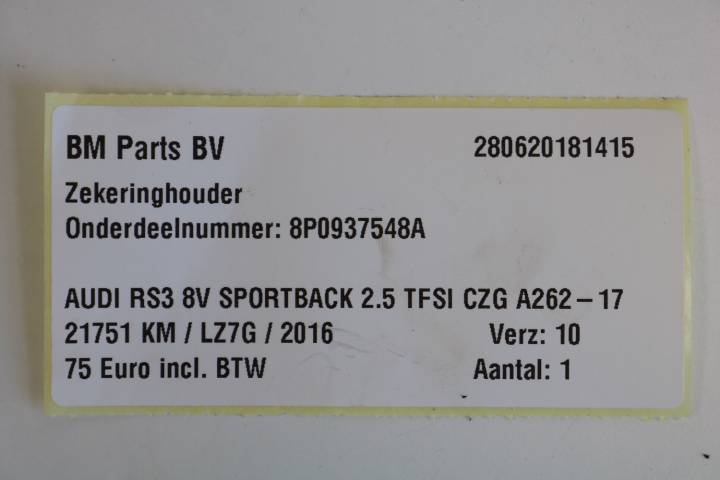 BM Parts BV 280620181415
Zekeringhouder
Onderdeelnummer: 8P0937548A
AUDI RS3 8V SPORTBACK 2.5 TFSI CZG A262-17
21751 KM / LZ7G / 2016 Verz: 10
75 Euro incl. BTW Aantal: 1